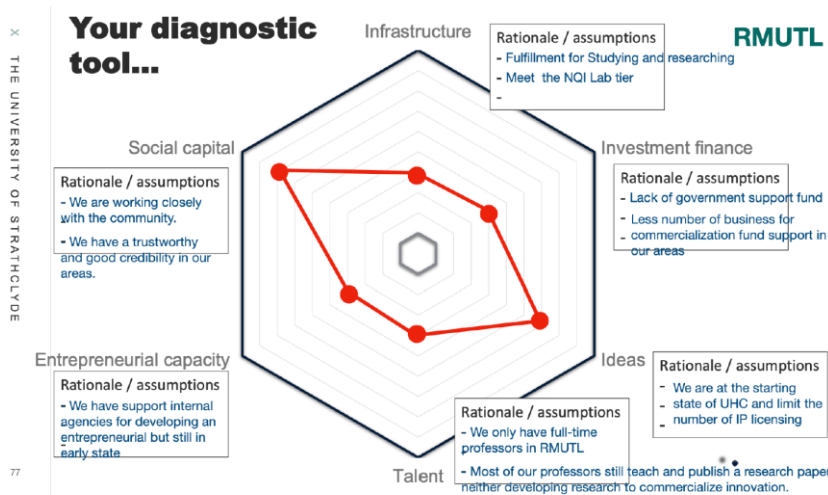 Your diagnostic
tool...
RMUTL
X THE UNIVERSITY OF STRATHCLYDE
Infrastructure
Rationale / assumptions
- Fulfillment for Studying and researching
- Meet the NQI Lab tier
-
Social capital
Rationale / assumptions
- We are working closely
with the community.
- We have a trustworthy
and good credibility in our
areas.
Investment finance
Rationale / assumptions
- Lack of government support fund
- Less number of business for
- commercialization fund support in
our areas
Entrepreneurial capacity
Rationale / assumptions
- We have support internal
agencies for developing an
entrepreneurial but still in
early state
Ideas
Rationale / assumptions
- We are at the starting
- state of UHC and limit the
- number of IP licensing
Talent
Rationale / assumptions
- We only have full-time
professors in RMUTL
- Most of our professors still teach and publish a research paper
neither developing research to commercialize innovation.
77